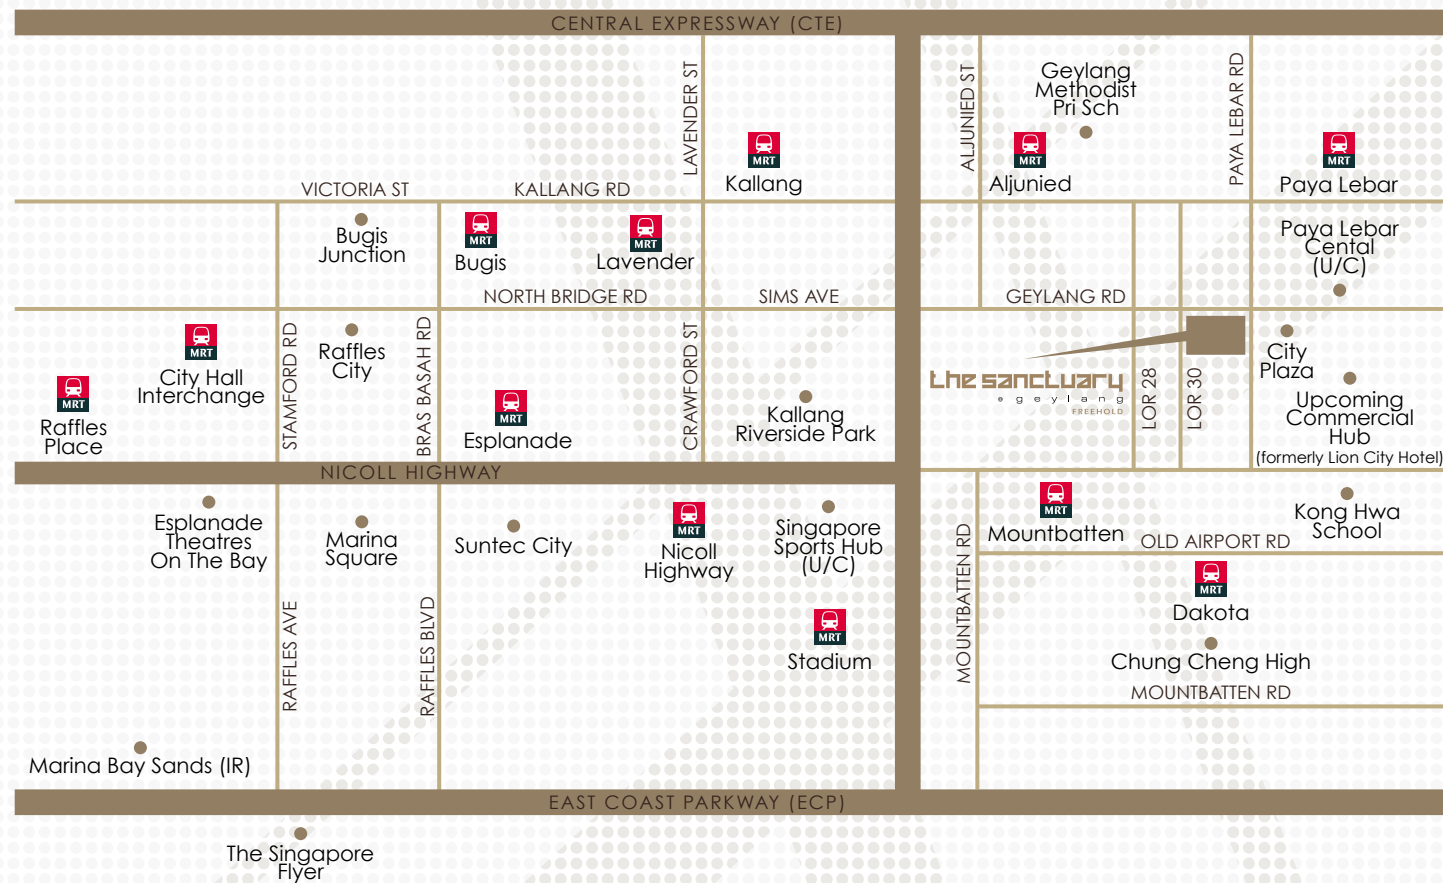 CENTRAL EXPRESSWAY (CTE)
LAVENDER ST
MRT
Kallang
ALJUNIED ST
Geylang
Methodist
Pri Sch
MRT
Aljunied
PAYA LEBAR RD
MRT
Paya Lebar
VICTORIA ST
KALLANG RD
Bugis
Junction
MRT
Bugis
MRT
Lavender
Paya Lebar
Cental
(U/C)
NORTH BRIDGE RD
SIMS AVE
GEYLANG RD
MRT
Raffles
Place
MRT
City Hall
Interchange
STAMFORD RD
Raffles
City
BRAS BASAH RD
MRT
Esplanade
CRAWFORD ST
Kallang
Riverside Park
the sanctuary
@ geylang
FREEHOLD
LOR 28
LOR 30
City
Plaza
Upcoming
Commercial
Hub
(formerly Lion City Hotel)
NICOLL HIGHWAY
Esplanade
Theatres
On The Bay
Marina
Square
Suntec City
MRT
Nicoll
Highway
Singapore
Sports Hub
(U/C)
MOUNTBATTEN RD
MRT
Mountbatten
OLD AIRPORT RD
Kong Hwa
School
RAFFLES AVE
RAFFLES BLVD
MRT
Stadium
MRT
Dakota
Chung Cheng High
MOUNTBATTEN RD
Marina Bay Sands (IR)
EAST COAST PARKWAY (ECP)
The Singapore
Flyer